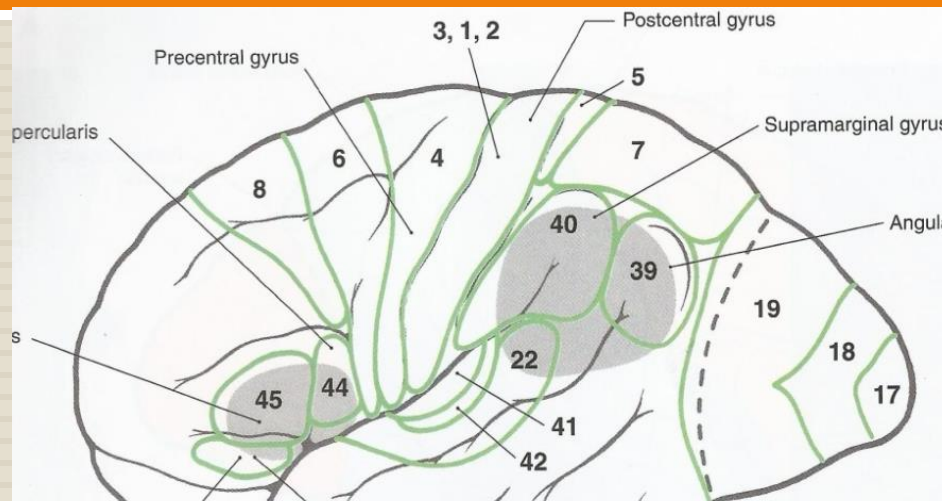 Postcentral gyrus
3, 1, 2
Precentral gyrus
5
percularis
Supramarginal gyrus
6
4
7
8
40
Angula
39
19
s
22
18
45
44
17
41
42